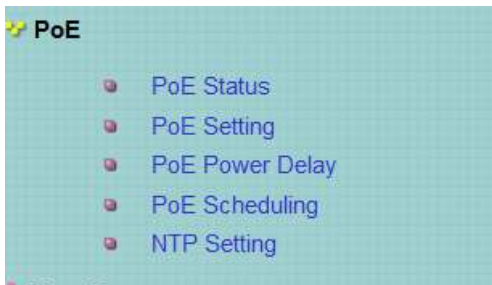 PoE
PoE Status
PoE Setting
PoE Power Delay
PoE Scheduling
NTP Setting